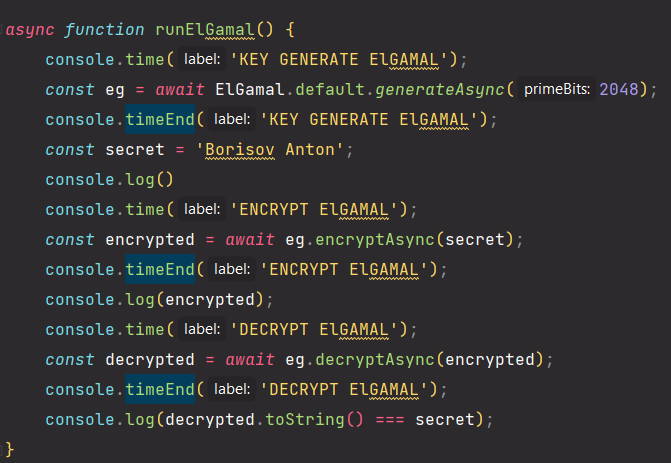 async function runElGamal() {
    console.time( label: 'KEY GENERATE ElGAMAL');
    const eg = await ElGamal.default.generateAsync( primeBits: 2048);
    console.timeEnd( label: 'KEY GENERATE ElGAMAL');
    const secret = 'Borisov Anton';
    console.log()
    console.time( label: 'ENCRYPT ElGAMAL');
    const encrypted = await eg.encryptAsync(secret);
    console.timeEnd( label: 'ENCRYPT ElGAMAL');
    console.log(encrypted);
    console.time( label: 'DECRYPT ElGAMAL');
    const decrypted = await eg.decryptAsync(encrypted);
    console.timeEnd( label: 'DECRYPT ElGAMAL');
    console.log(decrypted.toString() === secret);
}